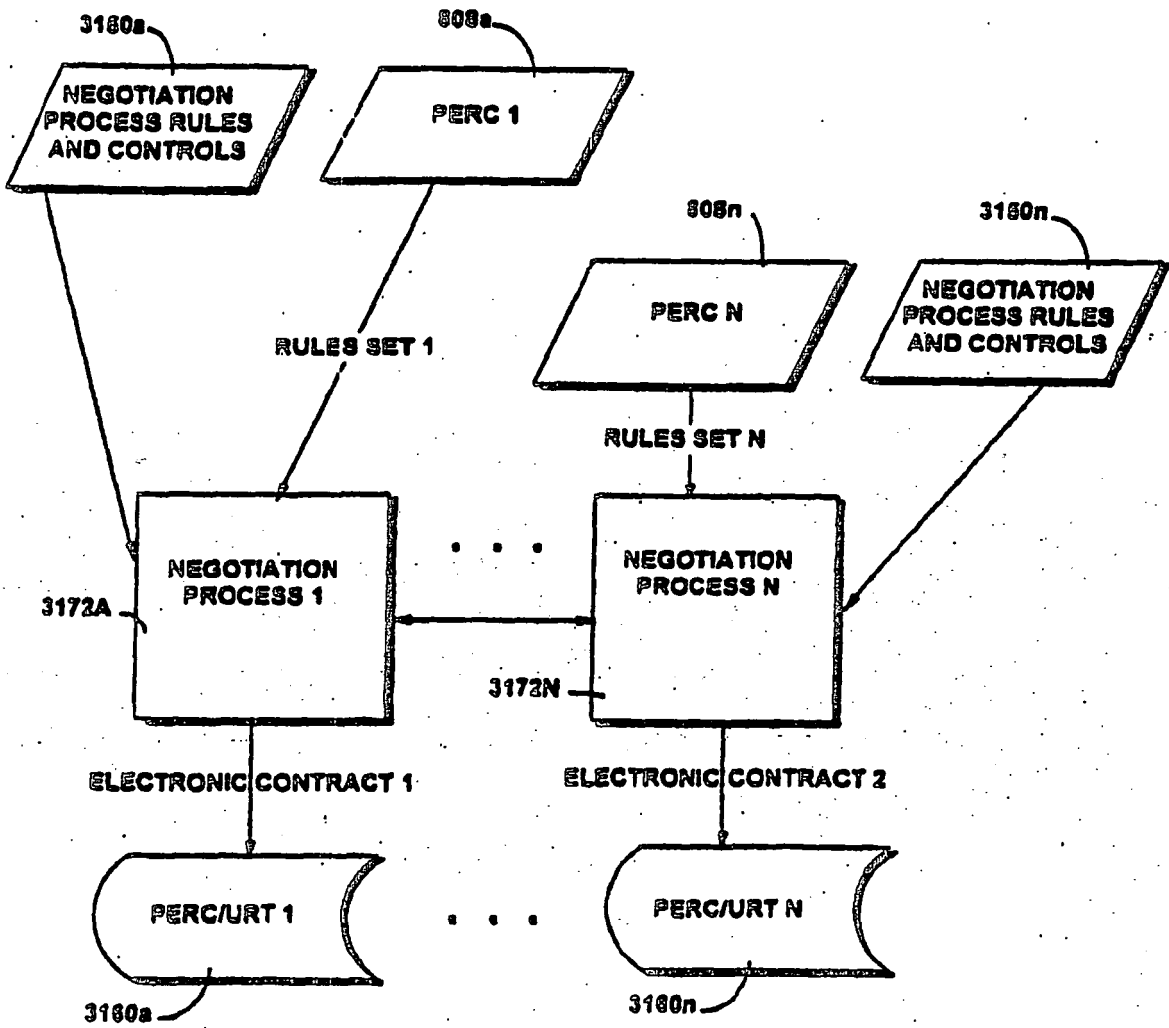 3150a
808a
NEGOTIATION
PROCESS RULES
AND CONTROLS
PERC 1
808n
3150n
PERC N
NEGOTIATION
PROCESS RULES
AND CONTROLS
RULES SET 1
RULES SET N
. . .
NEGOTIATION
PROCESS 1
NEGOTIATION
PROCESS N
3172A
3172N
ELECTRONIC CONTRACT 1
ELECTRONIC CONTRACT 2
PERC/URT 1
. . .
PERC/URT N
3160a
3160n